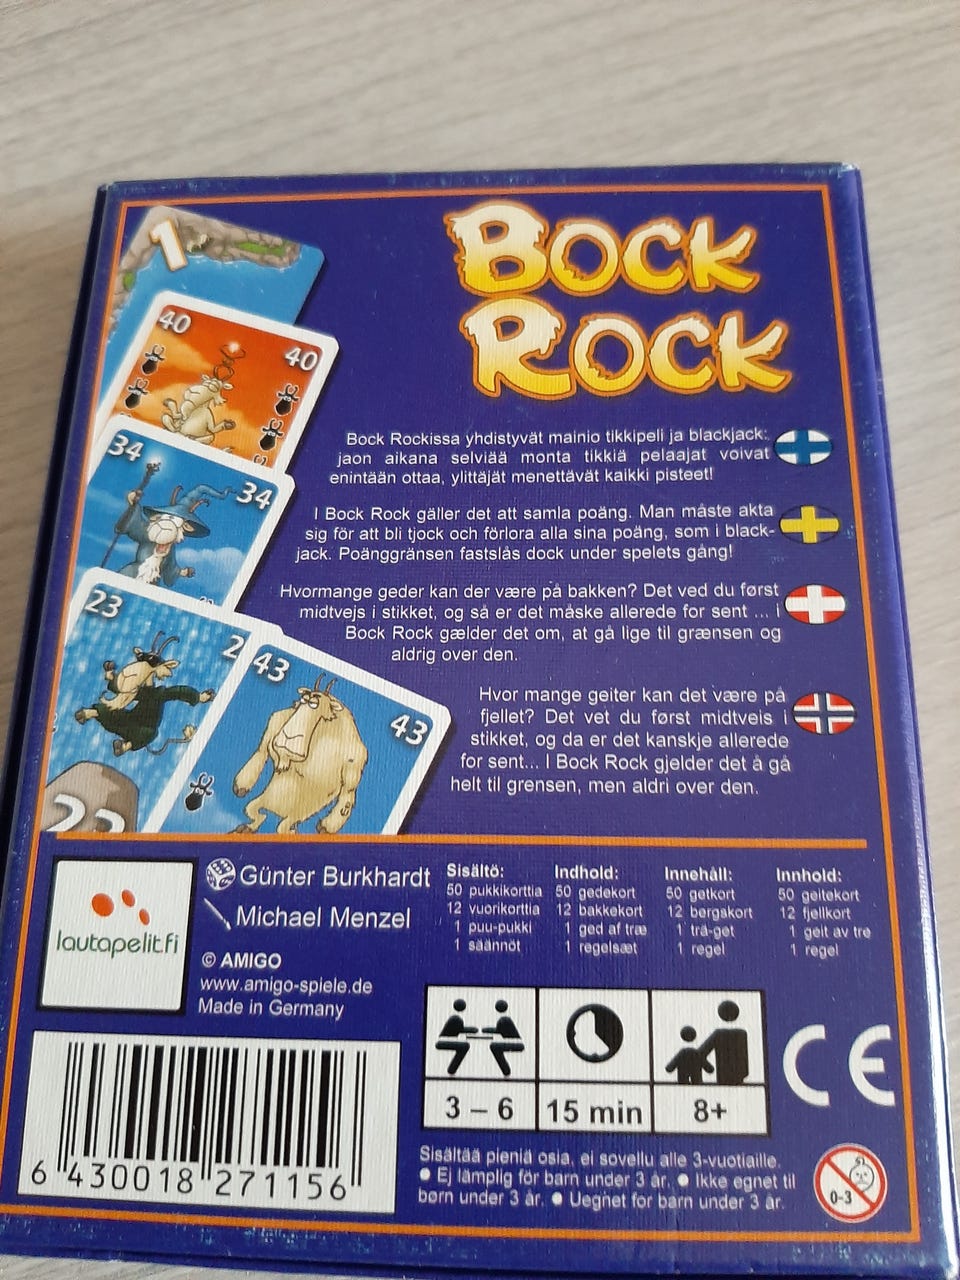 1
BOCK
ROCK
40
40
34
34
23
2
43
43
22
Bock Rockissa yhdistyvät mainio tikkipeli ja blackjack:
jaon aikana selviää monta tikkiä pelaajat voivat
enintään ottaa, ylittäjät menettävät kaikki pisteet!
I Bock Rock gäller det att samla poäng. Man måste akta
sig för att bli tjock och förlora alla sina poäng, som i black-
jack. Poänggränsen fastslås dock under spelets gång!
Hvormange geder kan der være på bakken? Det ved du først
midtvejs i stikket, og så er det måske allerede for sent ... i
Bock Rock gælder det om, at gå lige til grænsen og
aldrig over den.
Hvor mange geiter kan det være på
fjellet? Det vet du først midtveis i
stikket, og da er det kanskje allerede
for sent... I Bock Rock gjelder det å gå
helt til grensen, men aldri over den.
lautapelit.fi
Günter Burkhardt
Michael Menzel
© AMIGO
www.amigo-spiele.de
Made in Germany
Sisältö:
50 pukkikorttia
12 vuorikorttia
1 puu-pukki
1 säännöt
Indhold:
50 gedekort
12 bakkekort
1 ged af træ
1 regelsæt
Innehåll:
50 getkort
12 bergskort
1 trä-get
1 regel
Innhold:
50 geitekort
12 fjellkort
1 geit av tre
1 regel
3 – 6
15 min
8+
CE
6 430018 271156
Sisältää pieniä osia, ei sovellu alle 3-vuotiaille.
● Ej lämplig för barn under 3 år. ● Ikke egnet til
børn under 3 år. ● Uegnet for barn under 3 år.
0-3